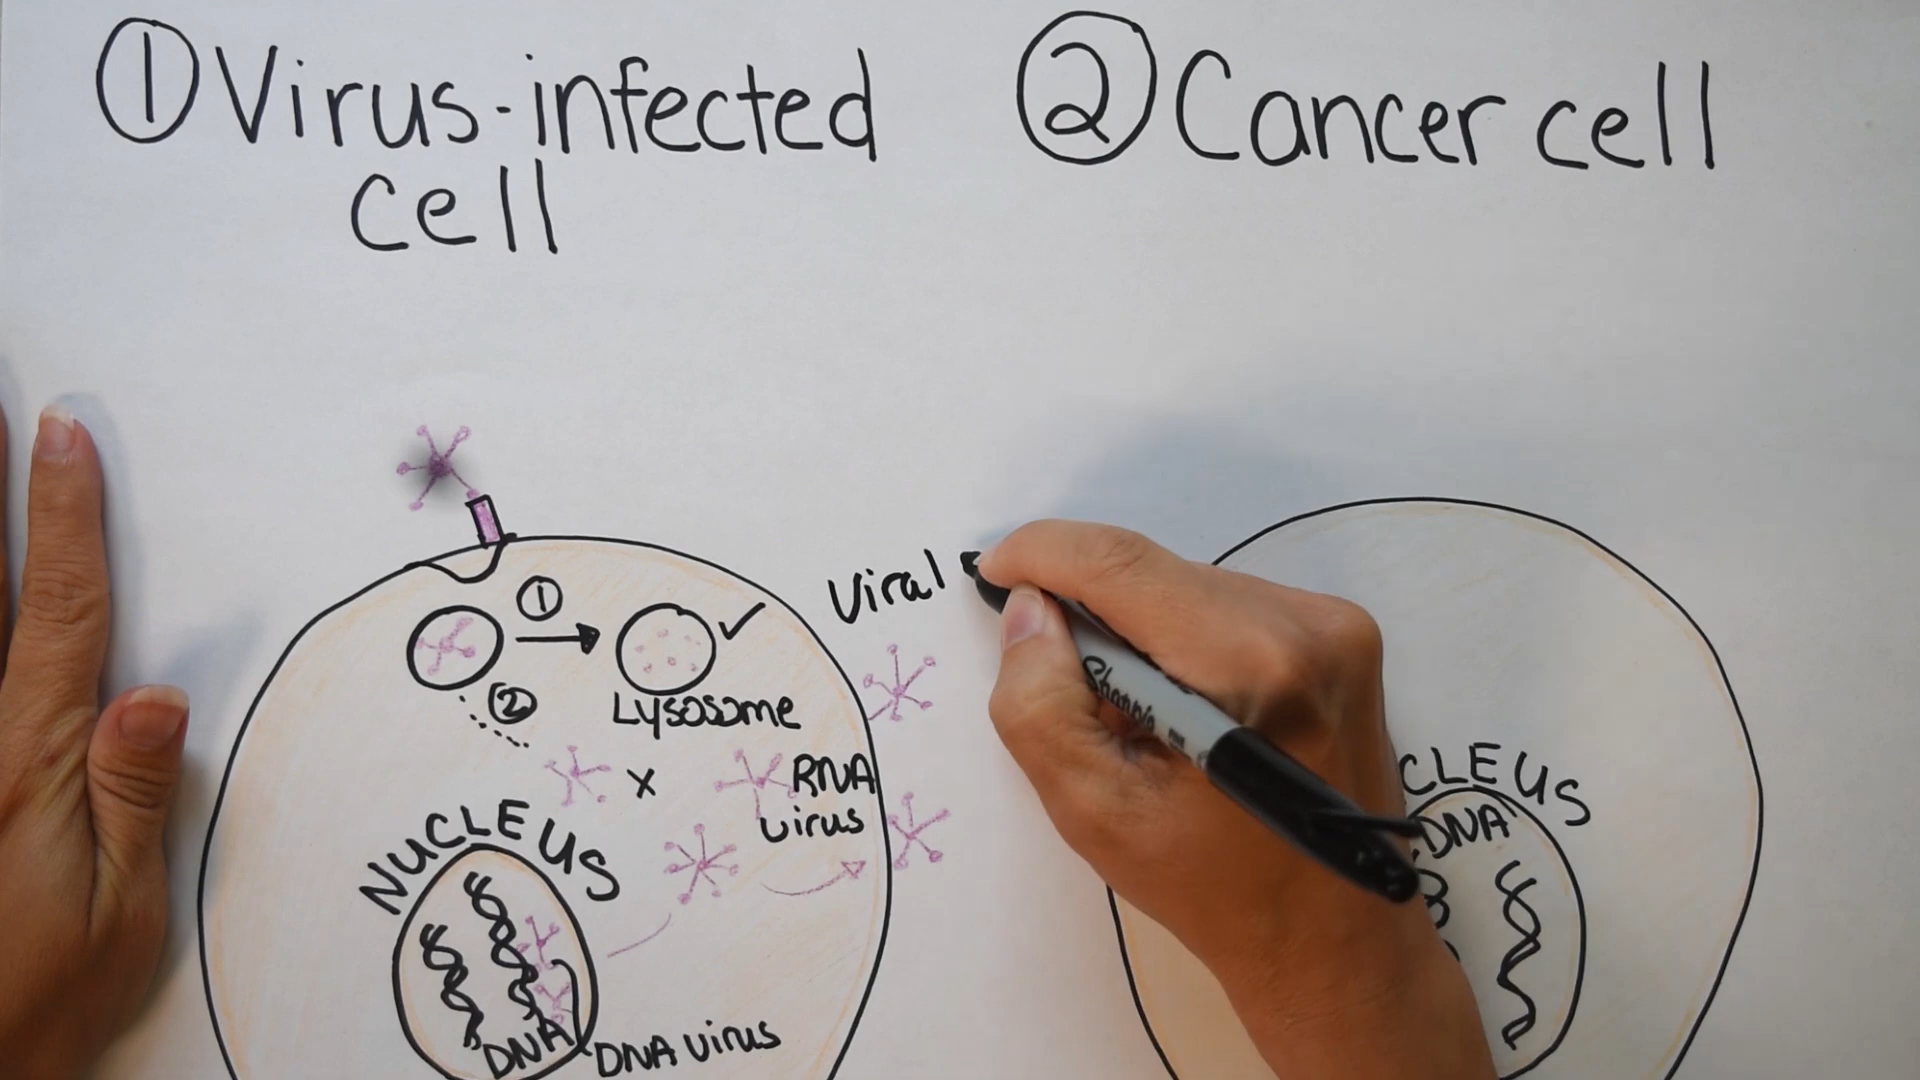 ① Virus-infected
cell
② Cancer cell
Viral
①
②
Lysosome
x
RNA
virus
NUCLEUS
DNA
DNA virus
Sharpie
CLEUS
DNA